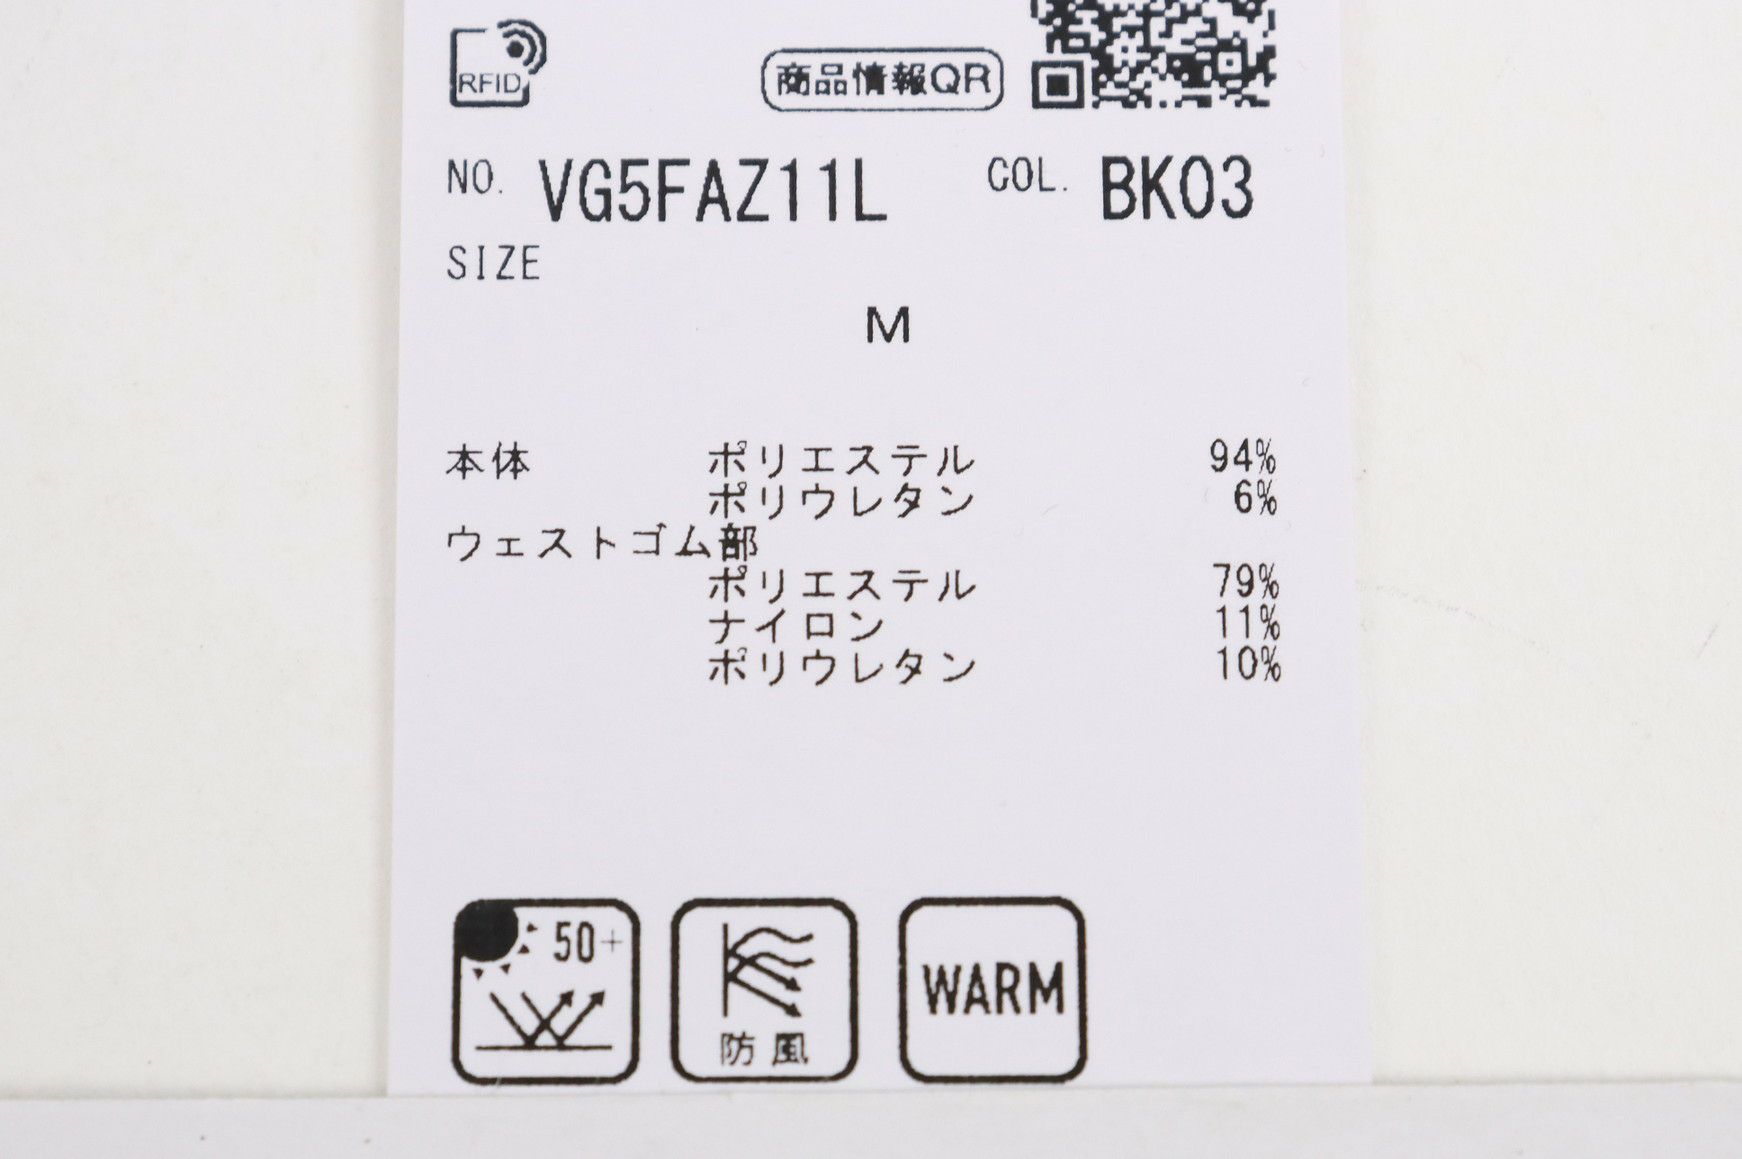 RFID
商品情報QR
NO. VG5FAZ11L COL. BK03
SIZE
M
本体 ポリエステル 94%
ポリウレタン 6%
ウェストゴム部
ポリエステル 79%
ナイロン 11%
ポリウレタン 10%
50+
防風
WARM